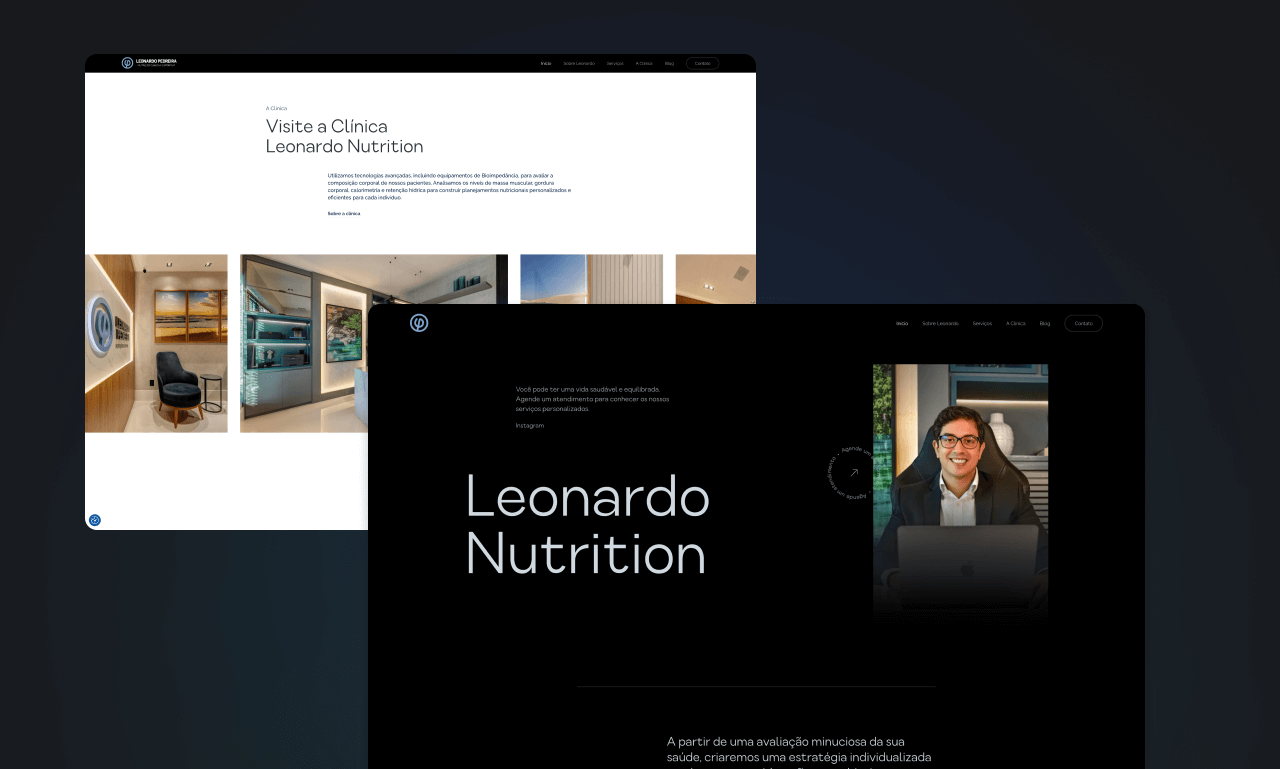 LEONARDO PEDREIRA
Início
Sobre Leonardo
Serviços
A Clínica
Blog
Contato
A Clínica
Visite a Clínica
Leonardo Nutrition
Utilizamos tecnologias avançadas, incluindo equipamentos de Bioimpedância, para avaliar a
composição corporal de nossos pacientes. Analisamos os níveis de massa muscular, gordura
corporal, calorimetria e retenção hídrica para construir planejamentos nutricionais personalizados e
eficientes para cada indivíduo.
Sobre a clínica
Início
Sobre Leonardo
Serviços
A Clínica
Blog
Contato
Você pode ter uma vida saudável e equilibrada.
Agende um atendimento para conhecer os nossos
serviços personalizados
Instagram
Agende um
Agende um atendimento
Leonardo
Nutrition
A partir de uma avaliação minuciosa da sua
saúde, criaremos uma estratégia individualizada